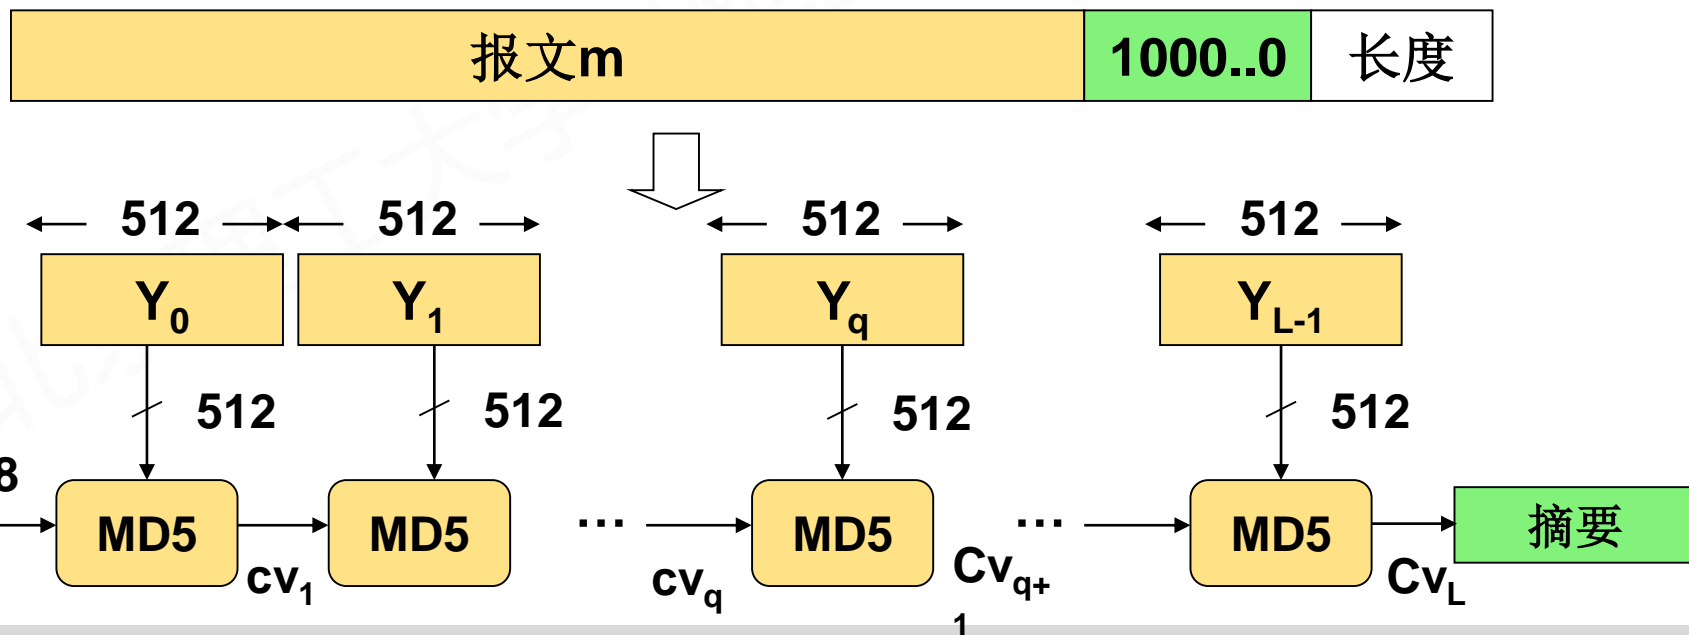 报文m 1000..0 长度
512 512 512 512
Y0 Y1 Yq YL-1
512 512 512 512
8
MD5 MD5 ... MD5 ... MD5 摘要
cv1 cvq Cvq+1 CvL